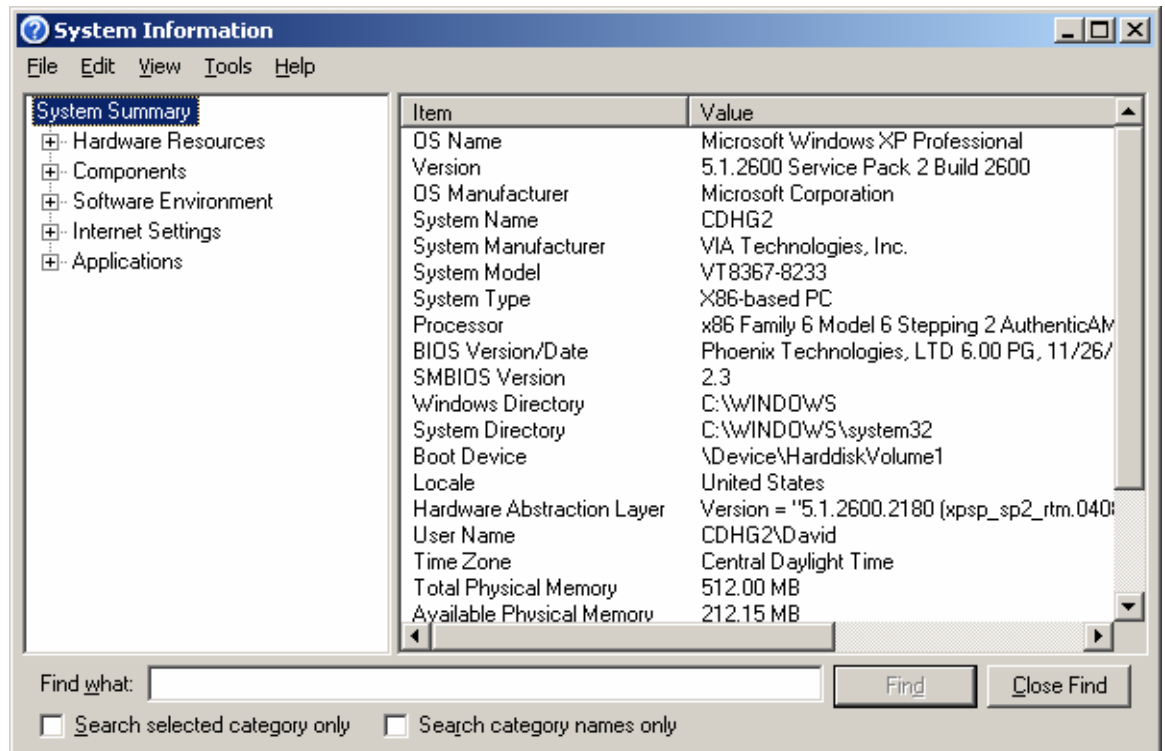 System Information
File Edit View Tools Help
System Summary
Hardware Resources
Components
Software Environment
Internet Settings
Applications
Item Value
OS Name Microsoft Windows XP Professional
Version 5.1.2600 Service Pack 2 Build 2600
OS Manufacturer Microsoft Corporation
System Name CDHG2
System Manufacturer VIA Technologies, Inc.
System Model VT8367-8233
System Type X86-based PC
Processor x86 Family 6 Model 6 Stepping 2 AuthenticAM
BIOS Version/Date Phoenix Technologies, LTD 6.00 PG, 11/26/
SMBIOS Version 2.3
Windows Directory C:\WINDOWS
System Directory C:\WINDOWS\system32
Boot Device \Device\HarddiskVolume1
Locale United States
Hardware Abstraction Layer Version = "5.1.2600.2180 (xpsp_sp2_rtm.040
User Name CDHG2\David
Time Zone Central Daylight Time
Total Physical Memory 512.00 MB
Available Physical Memory 212.15 MB
Find what: Find Close Find
Search selected category only Search category names only